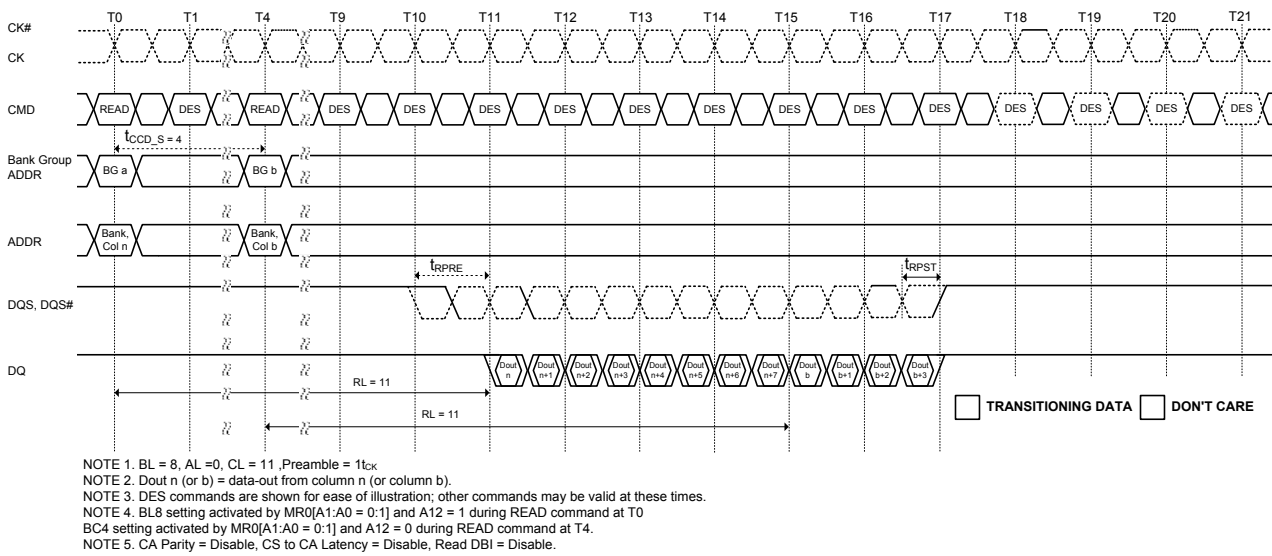 T0 T1 T4 T9 T10 T11 T12 T13 T14 T15 T16 T17 T18 T19 T20 T21
CK#
CK
CMD READ DES READ DES DES DES DES DES DES DES DES DES DES DES DES DES
tCCD_S = 4
Bank Group
ADDR
BG a BG b
ADDR
Bank,
Col n
Bank,
Col b
tRPRE tRPST
DQS, DQS#
DQ
Dout
n
Dout
n+1
Dout
n+2
Dout
n+3
Dout
n+4
Dout
n+5
Dout
n+6
Dout
n+7
Dout
b
Dout
b+1
Dout
b+2
Dout
b+3
RL = 11
RL = 11
TRANSITIONING DATA DON'T CARE
NOTE 1. BL = 8, AL =0, CL = 11 ,Preamble = 1tCK
NOTE 2. Dout n (or b) = data-out from column n (or column b).
NOTE 3. DES commands are shown for ease of illustration; other commands may be valid at these times.
NOTE 4. BL8 setting activated by MR0[A1:A0 = 0:1] and A12 = 1 during READ command at T0
BC4 setting activated by MR0[A1:A0 = 0:1] and A12 = 0 during READ command at T4.
NOTE 5. CA Parity = Disable, CS to CA Latency = Disable, Read DBI = Disable.